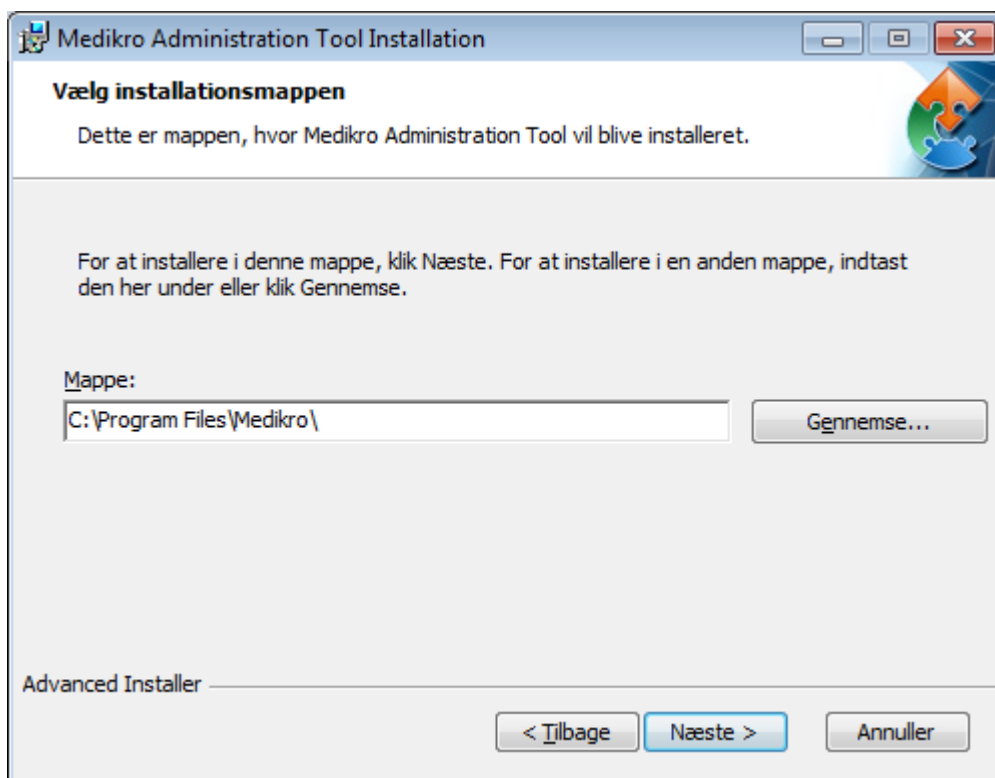 Medikro Administration Tool Installation
Vælg installationsmappen
Dette er mappen, hvor Medikro Administration Tool vil blive installeret.
For at installere i denne mappe, klik Næste. For at installere i en anden mappe, indtast
den her under eller klik Gennemse.
Mappe:
C:\Program Files\Medikro\
Gennemse...
Advanced Installer
< Tilbage
Næste >
Annuller